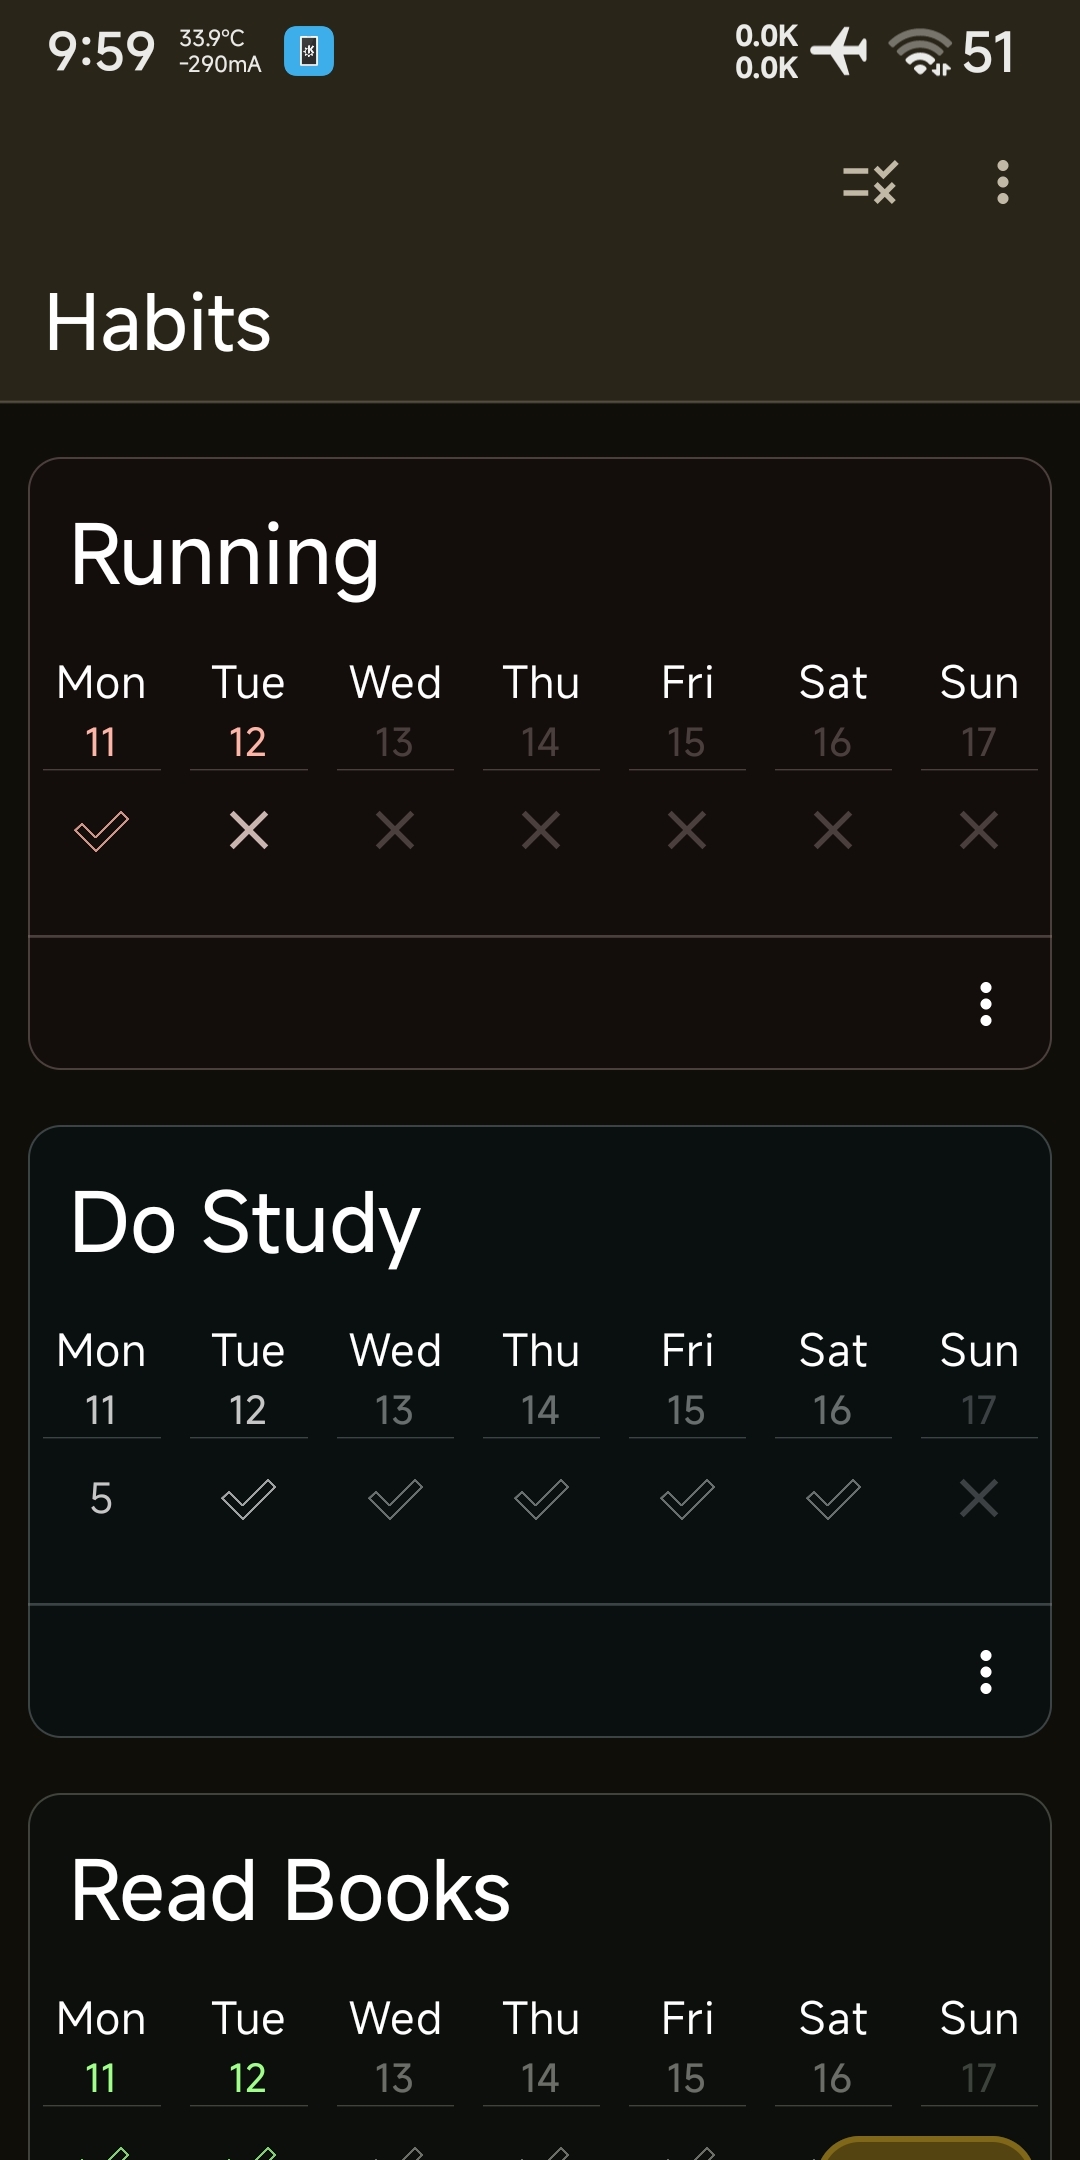 9:59 33.9°C 0.0K 51
-290mA 0.0K
Habits
Running
Mon Tue Wed Thu Fri Sat Sun
11 12 13 14 15 16 17
Do Study
Mon Tue Wed Thu Fri Sat Sun
11 12 13 14 15 16 17
5
Read Books
Mon Tue Wed Thu Fri Sat Sun
11 12 13 14 15 16 17